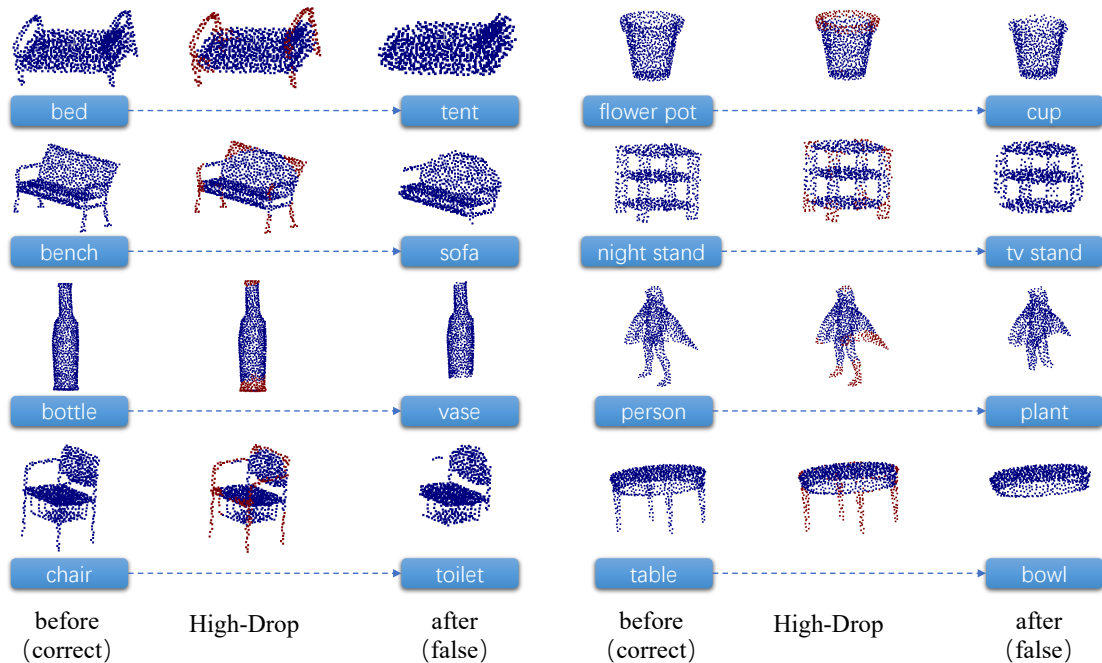 bed
tent
flower pot
cup
bench
sofa
night stand
tv stand
bottle
vase
person
plant
chair
toilet
table
bowl
before
(correct)
High-Drop
after
(false)
before
(correct)
High-Drop
after
(false)